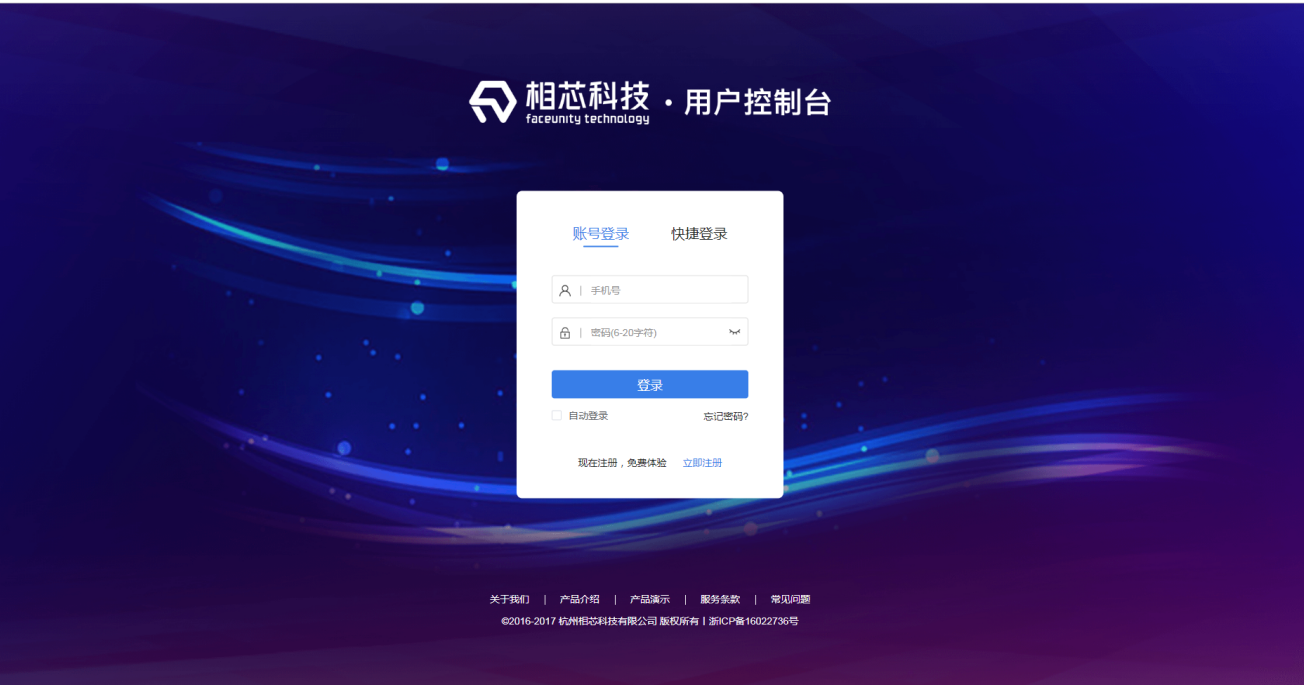 相芯科技 · 用户控制台
faceunity technology
账号登录 快捷登录
手机号
密码(6-20字符)
登录
自动登录 忘记密码?
现在注册，免费体验 立即注册
关于我们 | 产品介绍 | 产品演示 | 服务条款 | 常见问题
©2016-2017 杭州相芯科技有限公司 版权所有 | 浙ICP备16022736号